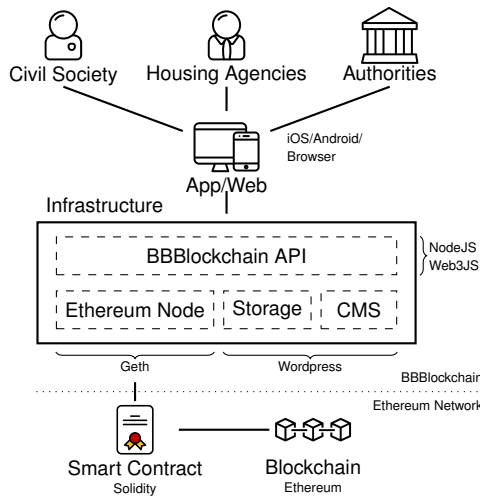 Civil Society
Housing Agencies
Authorities
iOS/Android/
Browser
App/Web
Infrastructure
BBBlockchain API
NodeJS
Web3JS
Ethereum Node
Storage
CMS
Geth
Wordpress
BBBlockchain
Ethereum Network
Smart Contract
Solidity
Blockchain
Ethereum